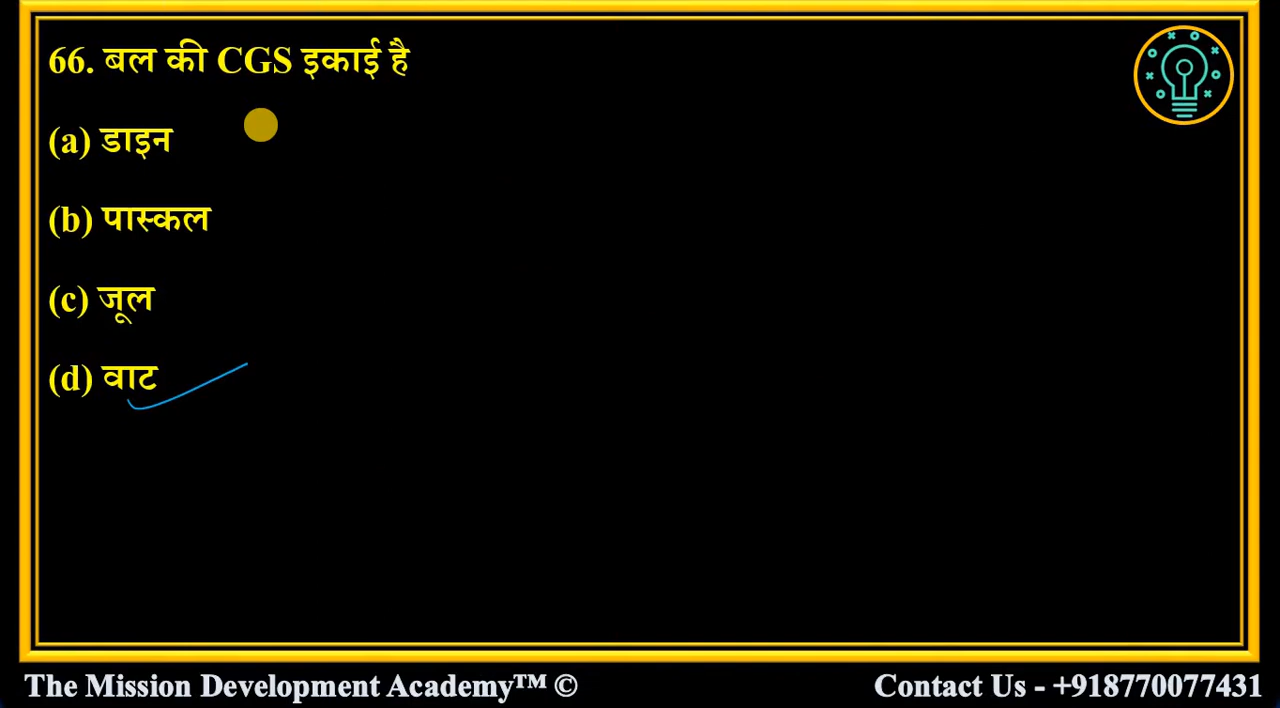 66. बल की CGS इकाई है
(a) डाइन
(b) पास्कल
(c) जूल
(d) वाट
The Mission Development Academy™ ©
Contact Us - +918770077431